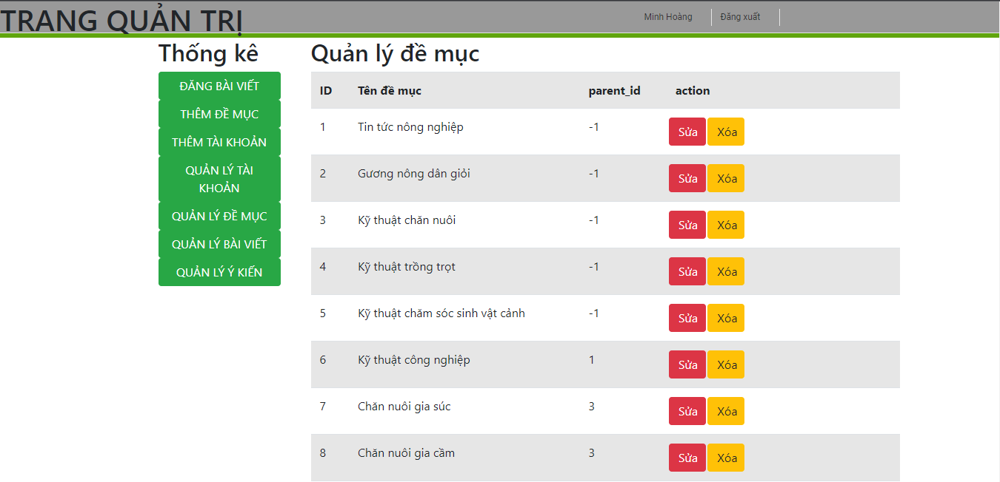 TRANG QUẢN TRỊ
Minh Hoàng
Đăng xuất
Thống kê
ĐĂNG BÀI VIẾT
THÊM ĐỀ MỤC
THÊM TÀI KHOẢN
QUẢN LÝ TÀI
KHOẢN
QUẢN LÝ ĐỀ MỤC
QUẢN LÝ BÀI VIẾT
QUẢN LÝ Ý KIẾN
Quản lý đề mục
ID Tên đề mục parent_id action
1 Tin tức nông nghiệp -1 Sửa Xóa
2 Gương nông dân giỏi -1 Sửa Xóa
3 Kỹ thuật chăn nuôi -1 Sửa Xóa
4 Kỹ thuật trồng trọt -1 Sửa Xóa
5 Kỹ thuật chăm sóc sinh vật cảnh -1 Sửa Xóa
6 Kỹ thuật công nghiệp 1 Sửa Xóa
7 Chăn nuôi gia súc 3 Sửa Xóa
8 Chăn nuôi gia cầm 3 Sửa Xóa